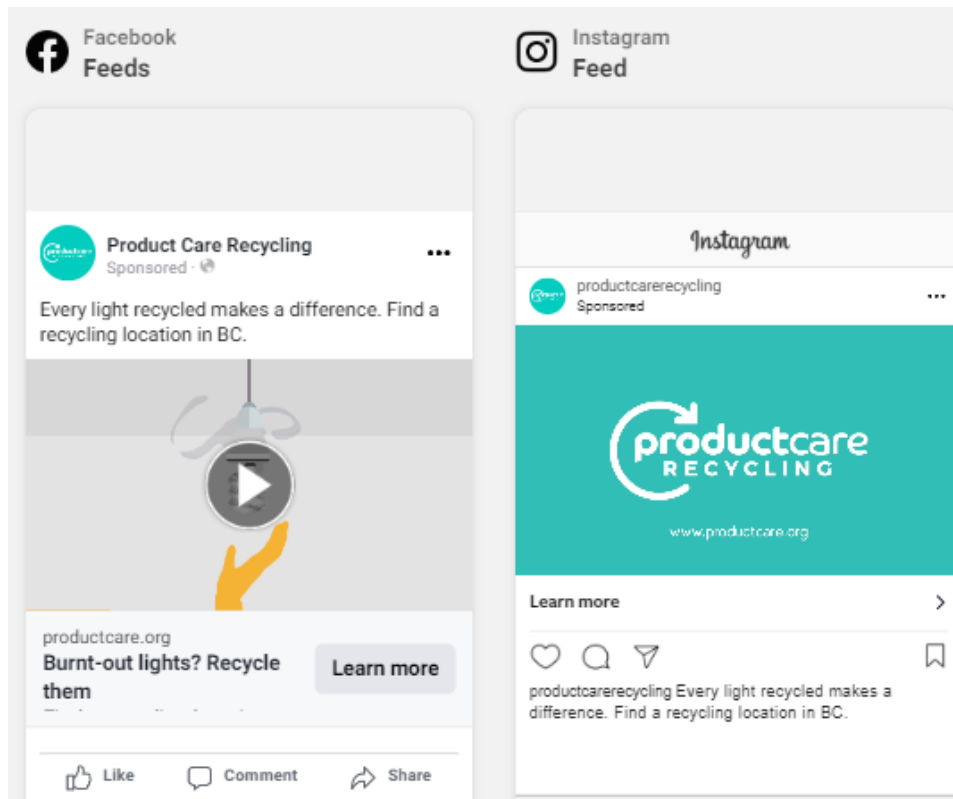 Facebook
Feeds
Product Care Recycling
Sponsored
Every light recycled makes a difference. Find a
recycling location in BC.
productcare.org
Burnt-out lights? Recycle
them
Learn more
Like
Comment
Share
Instagram
Feed
Instagram
productcarerecycling
Sponsored
productcare
RECYCLING
www.productcare.org
Learn more
productcarerecycling Every light recycled makes a
difference. Find a recycling location in BC.